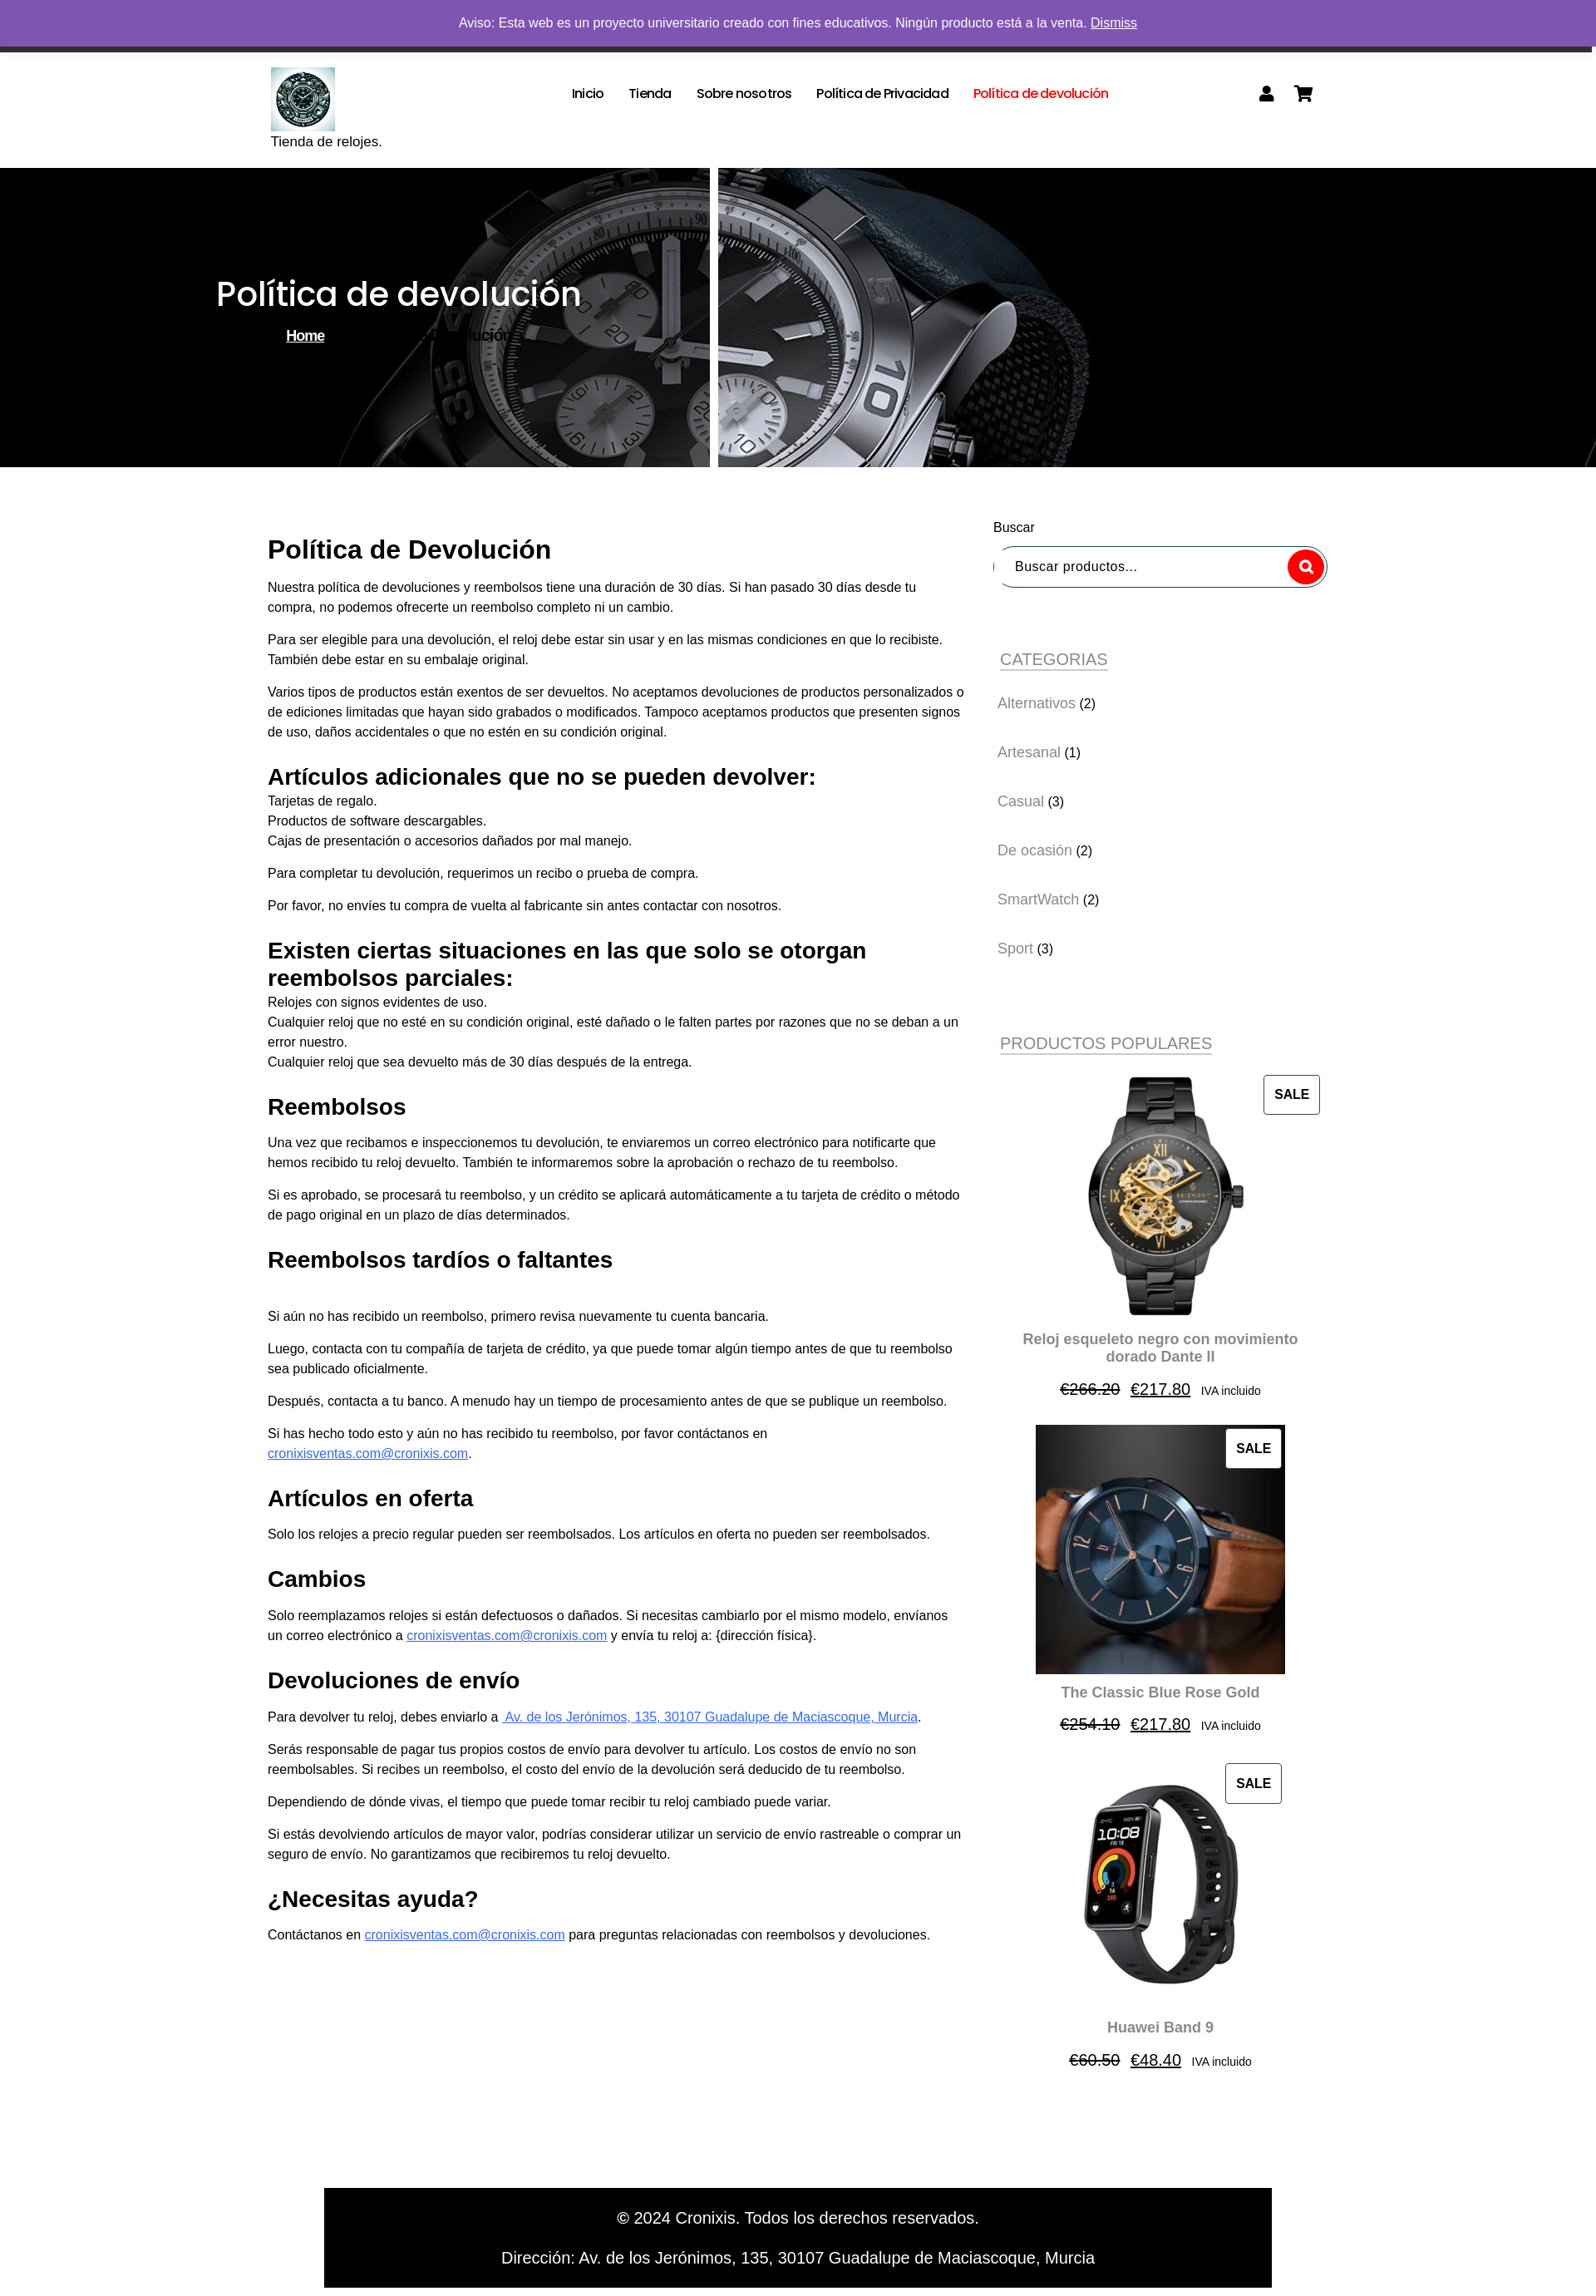 Aviso: Esta web es un proyecto universitario creado con fines educativos. Ningún producto está a la venta. Dismiss
Inicio Tienda Sobre nosotros Política de Privacidad Política de devolución
Tienda de relojes.
Política de devolución
Home
Política de Devolución
Nuestra política de devoluciones y reembolsos tiene una duración de 30 días. Si han pasado 30 días desde tu
compra, no podemos ofrecerte un reembolso completo ni un cambio.
Para ser elegible para una devolución, el reloj debe estar sin usar y en las mismas condiciones en que lo recibiste.
También debe estar en su embalaje original.
Varios tipos de productos están exentos de ser devueltos. No aceptamos devoluciones de productos personalizados o
de ediciones limitadas que hayan sido grabados o modificados. Tampoco aceptamos productos que presenten signos
de uso, daños accidentales o que no estén en su condición original.
Artículos adicionales que no se pueden devolver:
Tarjetas de regalo.
Productos de software descargables.
Cajas de presentación o accesorios dañados por mal manejo.
Para completar tu devolución, requerimos un recibo o prueba de compra.
Por favor, no envíes tu compra de vuelta al fabricante sin antes contactar con nosotros.
Existen ciertas situaciones en las que solo se otorgan
reembolsos parciales:
Relojes con signos evidentes de uso.
Cualquier reloj que no esté en su condición original, esté dañado o le falten partes por razones que no se deban a un
error nuestro.
Cualquier reloj que sea devuelto más de 30 días después de la entrega.
Reembolsos
Una vez que recibamos e inspeccionemos tu devolución, te enviaremos un correo electrónico para notificarte que
hemos recibido tu reloj devuelto. También te informaremos sobre la aprobación o rechazo de tu reembolso.
Si es aprobado, se procesará tu reembolso, y un crédito se aplicará automáticamente a tu tarjeta de crédito o método
de pago original en un plazo de días determinados.
Reembolsos tardíos o faltantes
Si aún no has recibido un reembolso, primero revisa nuevamente tu cuenta bancaria.
Luego, contacta con tu compañía de tarjeta de crédito, ya que puede tomar algún tiempo antes de que tu reembolso
sea publicado oficialmente.
Después, contacta a tu banco. A menudo hay un tiempo de procesamiento antes de que se publique un reembolso.
Si has hecho todo esto y aún no has recibido tu reembolso, por favor contáctanos en
cronixisventas.com@cronixis.com.
Artículos en oferta
Solo los relojes a precio regular pueden ser reembolsados. Los artículos en oferta no pueden ser reembolsados.
Cambios
Solo reemplazamos relojes si están defectuosos o dañados. Si necesitas cambiarlo por el mismo modelo, envíanos
un correo electrónico a cronixisventas.com@cronixis.com y envía tu reloj a: {dirección física}.
Devoluciones de envío
Para devolver tu reloj, debes enviarlo a Av. de los Jerónimos, 135, 30107 Guadalupe de Maciascoque, Murcia.
Serás responsable de pagar tus propios costos de envío para devolver tu artículo. Los costos de envío no son
reembolsables. Si recibes un reembolso, el costo del envío de la devolución será deducido de tu reembolso.
Dependiendo de dónde vivas, el tiempo que puede tomar recibir tu reloj cambiado puede variar.
Si estás devolviendo artículos de mayor valor, podrías considerar utilizar un servicio de envío rastreable o comprar un
seguro de envío. No garantizamos que recibiremos tu reloj devuelto.
¿Necesitas ayuda?
Contáctanos en cronixisventas.com@cronixis.com para preguntas relacionadas con reembolsos y devoluciones.
Buscar
Buscar productos...
CATEGORIAS
Alternativos (2)
Artesanal (1)
Casual (3)
De ocasión (2)
SmartWatch (2)
Sport (3)
PRODUCTOS POPULARES
SALE
Reloj esqueleto negro con movimiento
dorado Dante II
€266.20 €217.80 IVA incluido
SALE
The Classic Blue Rose Gold
€254.10 €217.80 IVA incluido
SALE
10:08
Huawei Band 9
€60.50 €48.40 IVA incluido
© 2024 Cronixis. Todos los derechos reservados.
Dirección: Av. de los Jerónimos, 135, 30107 Guadalupe de Maciascoque, Murcia